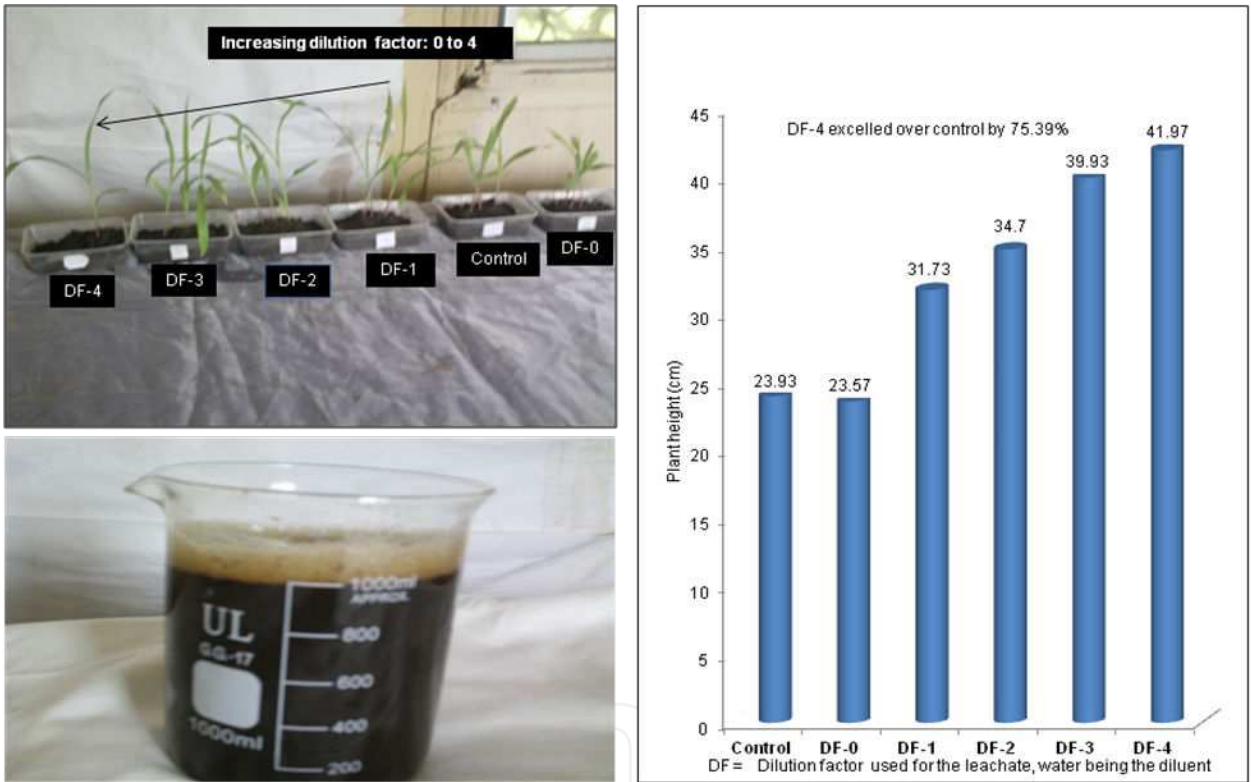 Increasing dilution factor: 0 to 4
DF-4
DF-3
DF-2
DF-1
Control
DF-0
1000ml
APPROX.
UL
800
G.G.-17
600
400
1000ml
200
DF-4 excelled over control by 75.39%
Plant height (cm)
45
40
35
30
25
20
15
10
5
0
23.93
23.57
31.73
34.7
39.93
41.97
Control DF-0 DF-1 DF-2 DF-3 DF-4
DF = Dilution factor used for the leachate, water being the diluent